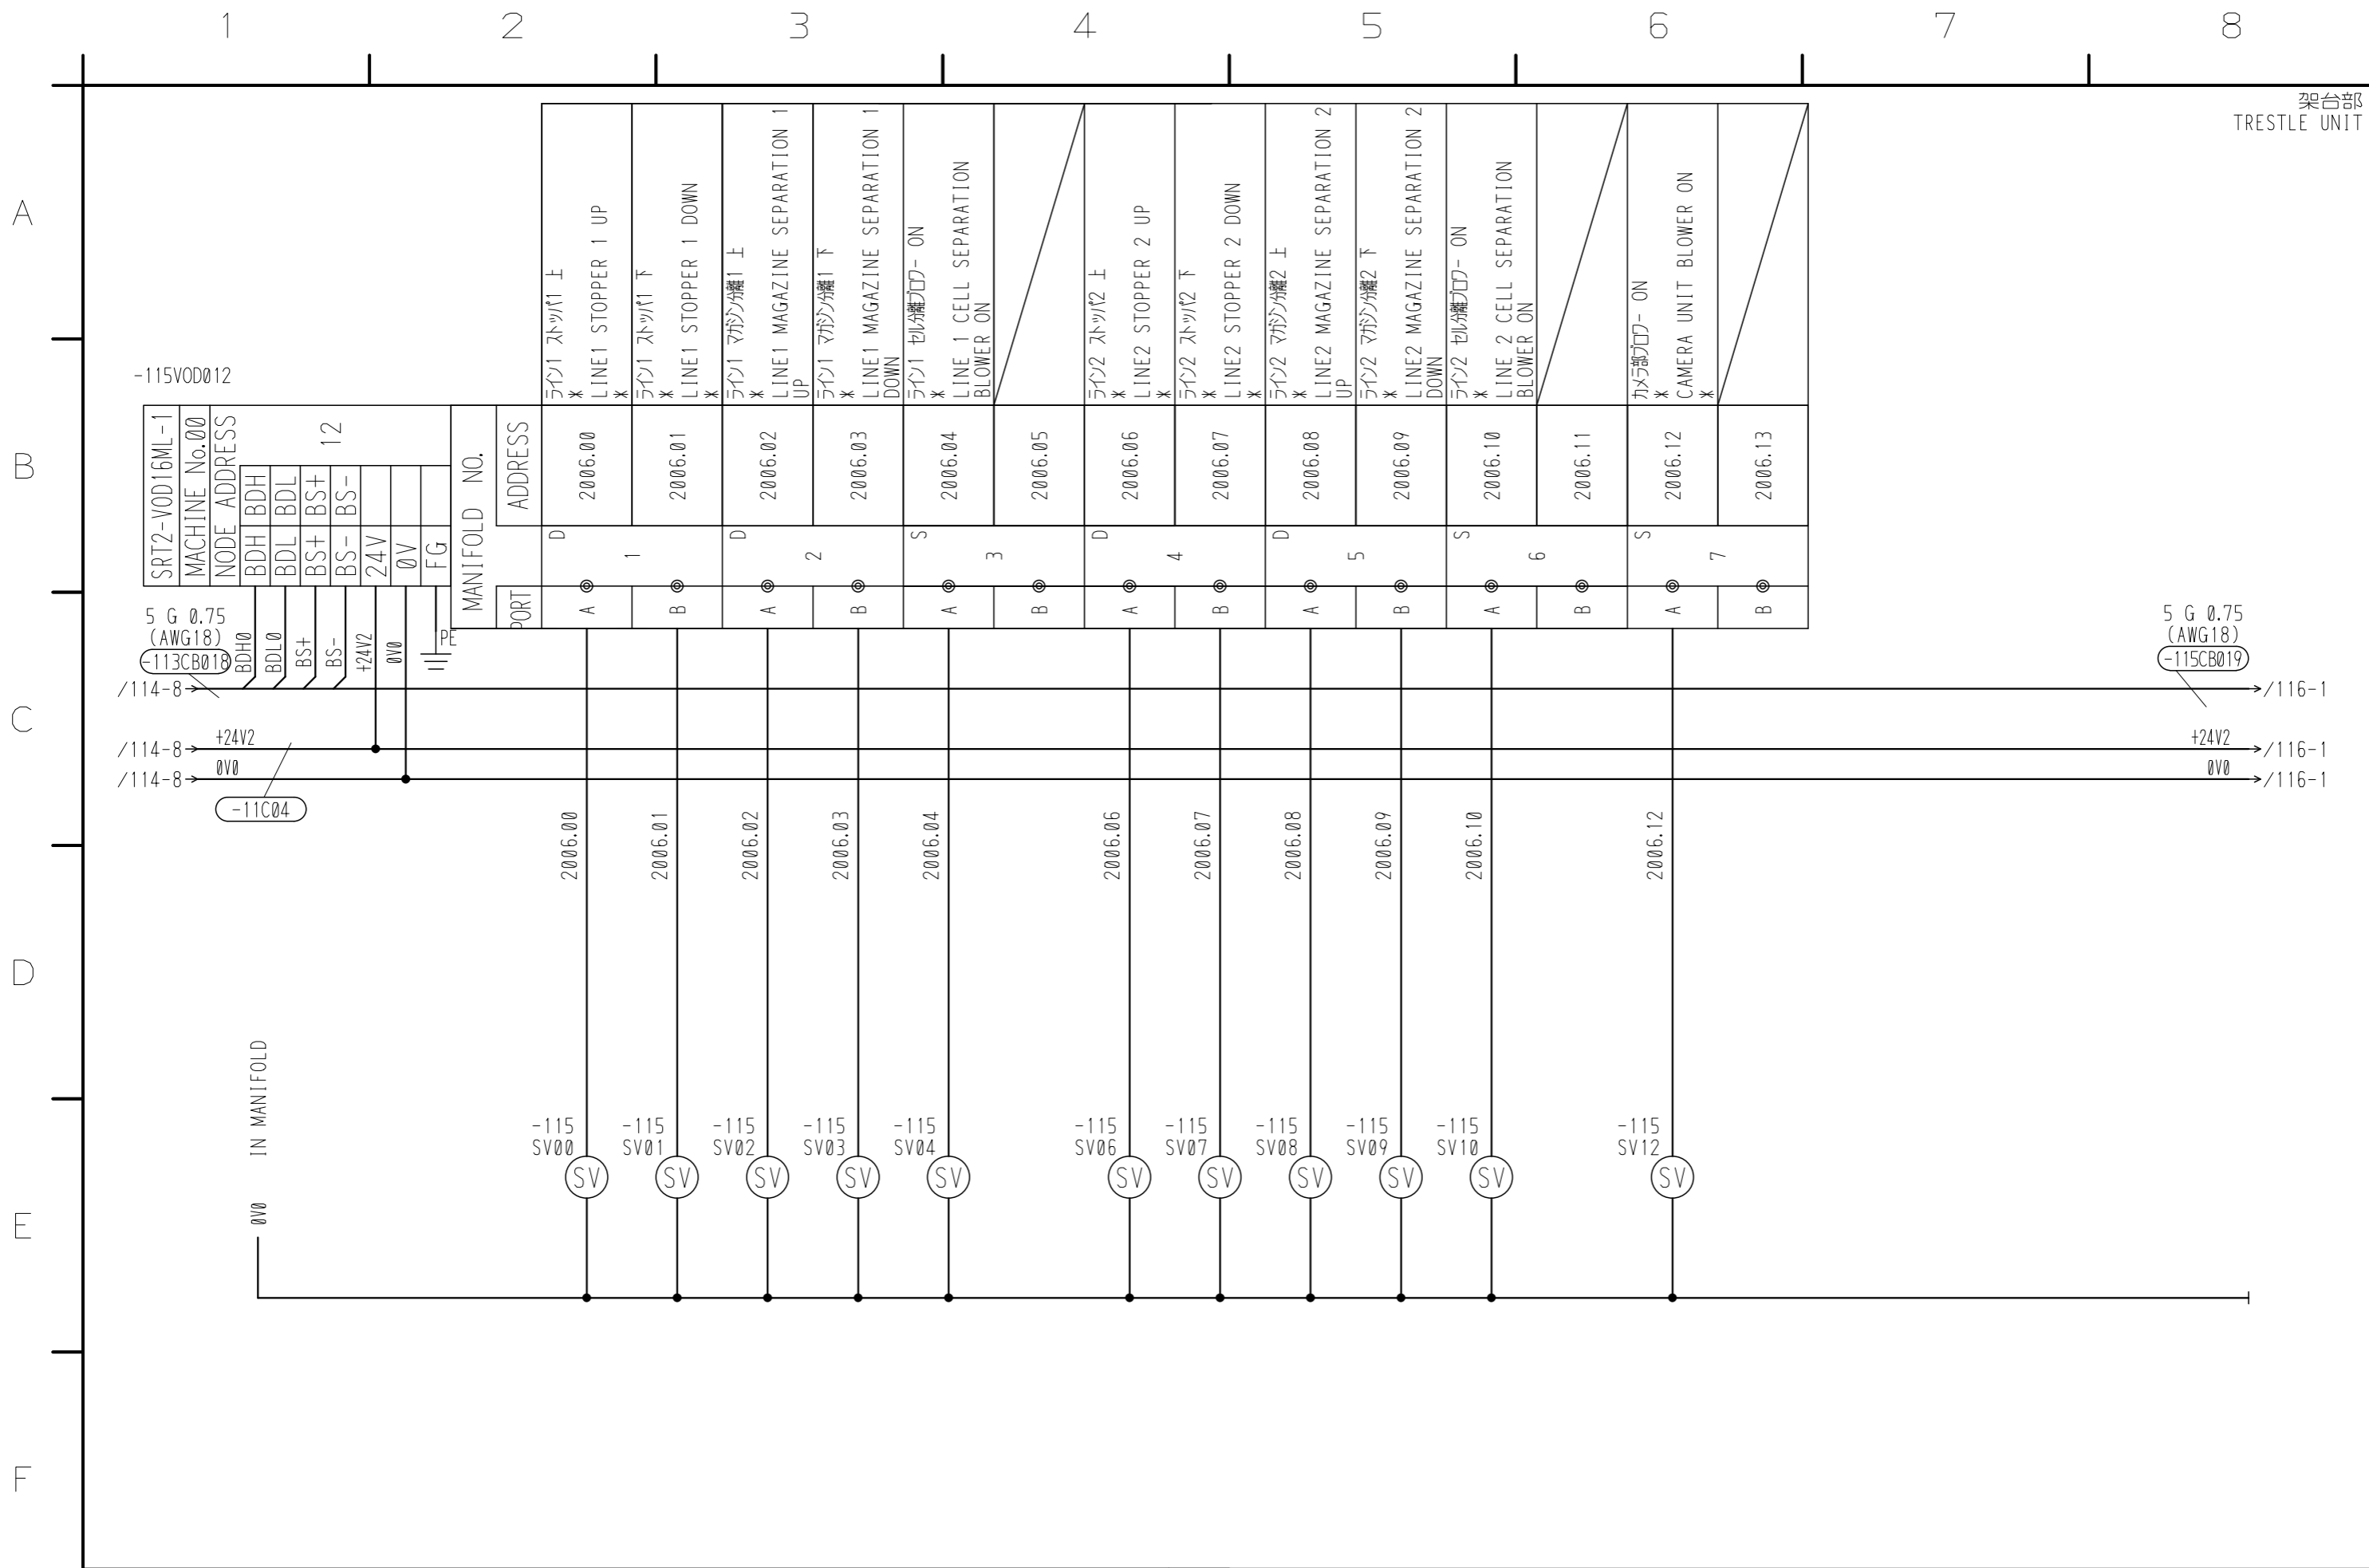 1 2 3 4 5 6 7 8
架台部
TRESTLE UNIT
A
B
C
D
E
F
ライン1 ストッパ1 上
*
LINE1 STOPPER 1 UP
*
ライン1 ストッパ1 下
*
LINE1 STOPPER 1 DOWN
*
ライン1 マガジン分離1 上
*
LINE1 MAGAZINE SEPARATION 1
UP
ライン1 マガジン分離1 下
*
LINE1 MAGAZINE SEPARATION 1
DOWN
ライン1 セル分離ブロワー ON
*
LINE 1 CELL SEPARATION
BLOWER ON
ライン2 ストッパ2 上
*
LINE2 STOPPER 2 UP
*
ライン2 ストッパ2 下
*
LINE2 STOPPER 2 DOWN
*
ライン2 マガジン分離2 上
*
LINE2 MAGAZINE SEPARATION 2
UP
ライン2 マガジン分離2 下
*
LINE2 MAGAZINE SEPARATION 2
DOWN
ライン2 セル分離ブロワー ON
*
LINE 2 CELL SEPARATION
BLOWER ON
カメラ部ブロワー ON
*
CAMERA UNIT BLOWER ON
*
-115VOD012
SRT2-VOD16ML-1
MACHINE No.00
NODE ADDRESS 12
BDH BDH
BDL BDL
BS+ BS+
BS- BS-
24V
0V
FG
MANIFOLD NO.
ADDRESS
PORT
2006.00 2006.01 2006.02 2006.03 2006.04 2006.05 2006.06 2006.07 2006.08 2006.09 2006.10 2006.11 2006.12 2006.13
D D S D D S S
1 2 3 4 5 6 7
A B A B A B A B A B A B A B
5 G 0.75
(AWG18)
-113CB018
BDH0
BDL0
BS+
BS-
+24V2
0V0
PE
5 G 0.75
(AWG18)
-115CB019
/114-8 /116-1
/114-8 +24V2 +24V2 /116-1
/114-8 0V0 0V0 /116-1
-11C04
2006.00 2006.01 2006.02 2006.03 2006.04 2006.06 2006.07 2006.08 2006.09 2006.10 2006.12
IN MANIFOLD
0V0
-115 -115 -115 -115 -115 -115 -115 -115 -115 -115 -115
SV00 SV01 SV02 SV03 SV04 SV06 SV07 SV08 SV09 SV10 SV12
SV SV SV SV SV SV SV SV SV SV SV